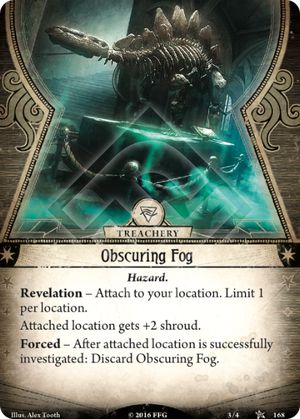 TREACHERY
Obscuring Fog
Hazard.
Revelation – Attach to your location. Limit 1
per location.
Attached location gets +2 shroud.
Forced – After attached location is successfully
investigated: Discard Obscuring Fog.
Illus. Alex Tooth © 2016 FFG 3/4 168